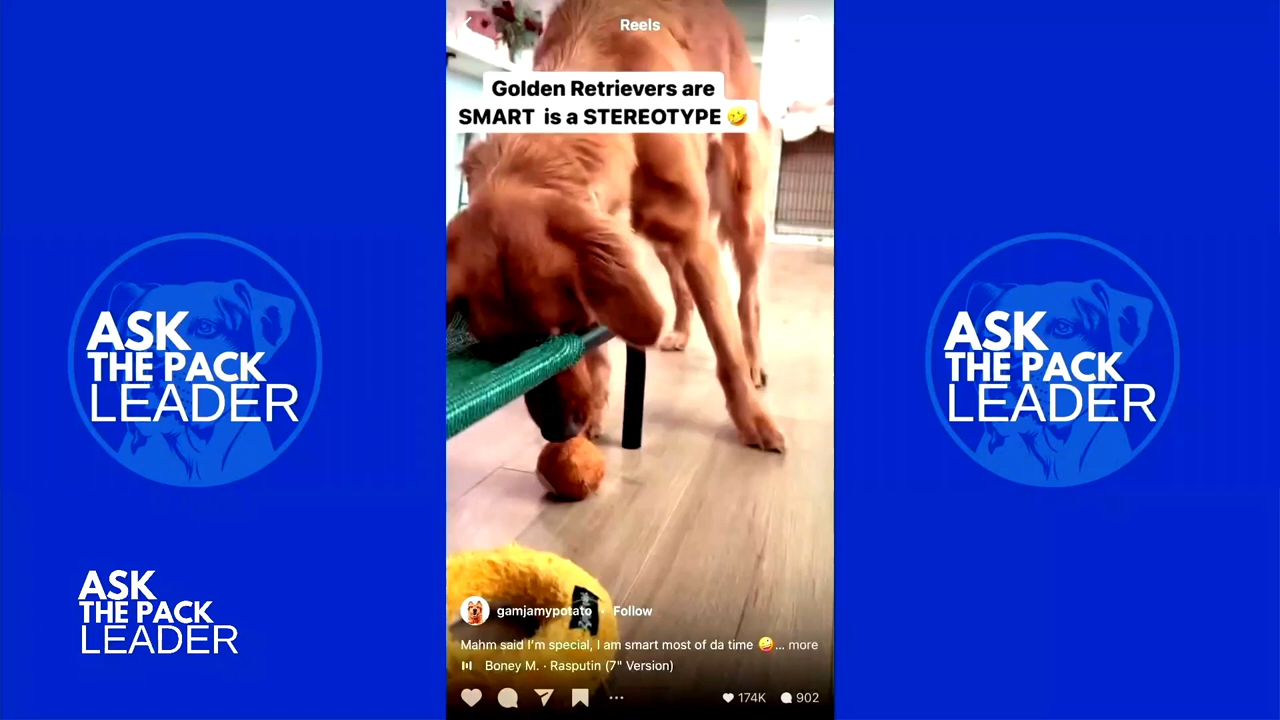 Reels
Golden Retrievers are
SMART is a STEREOTYPE 🤣
ASK
THE PACK
LEADER
ASK
THE PACK
LEADER
ASK
THE PACK
LEADER
gamjamypotato · Follow
Mahm said I'm special, I am smart most of da time 🤪... more
Boney M. · Rasputin (7" Version)
174K
902